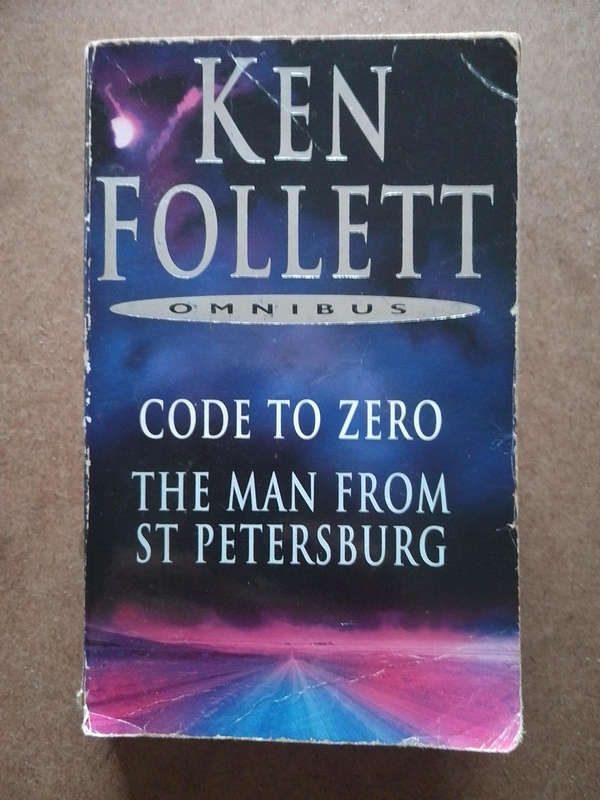 KEN
FOLLETT
OMNIBUS
CODE TO ZERO
THE MAN FROM
ST PETERSBURG